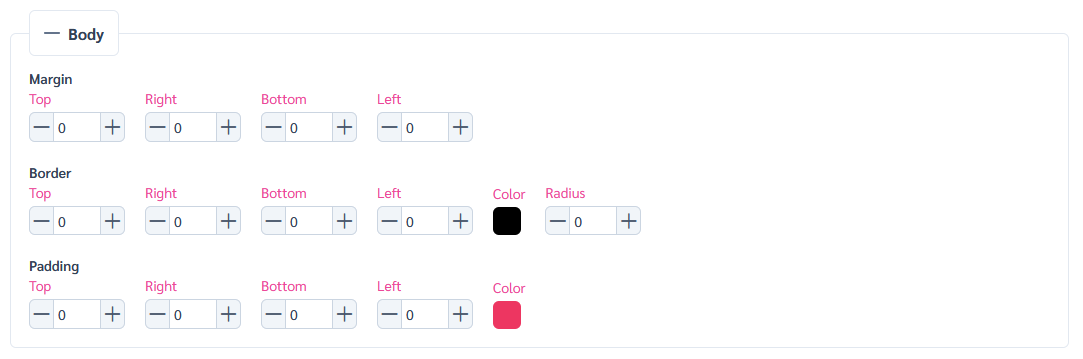 Body
Margin
Top Right Bottom Left
0 0 0 0
Border
Top Right Bottom Left Color Radius
0 0 0 0 0
Padding
Top Right Bottom Left Color
0 0 0 0